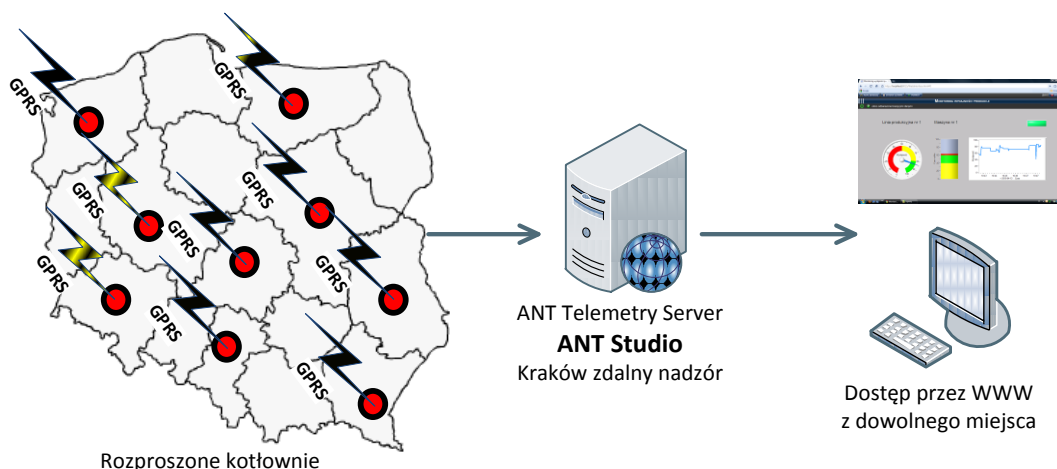 GPRS
GPRS
GPRS
GPRS
GPRS
GPRS
GPRS
GPRS
GPRS
Rozproszone kotłownie
ANT Telemetry Server
ANT Studio
Kraków zdalny nadzór
Dostęp przez WWW
z dowolnego miejsca